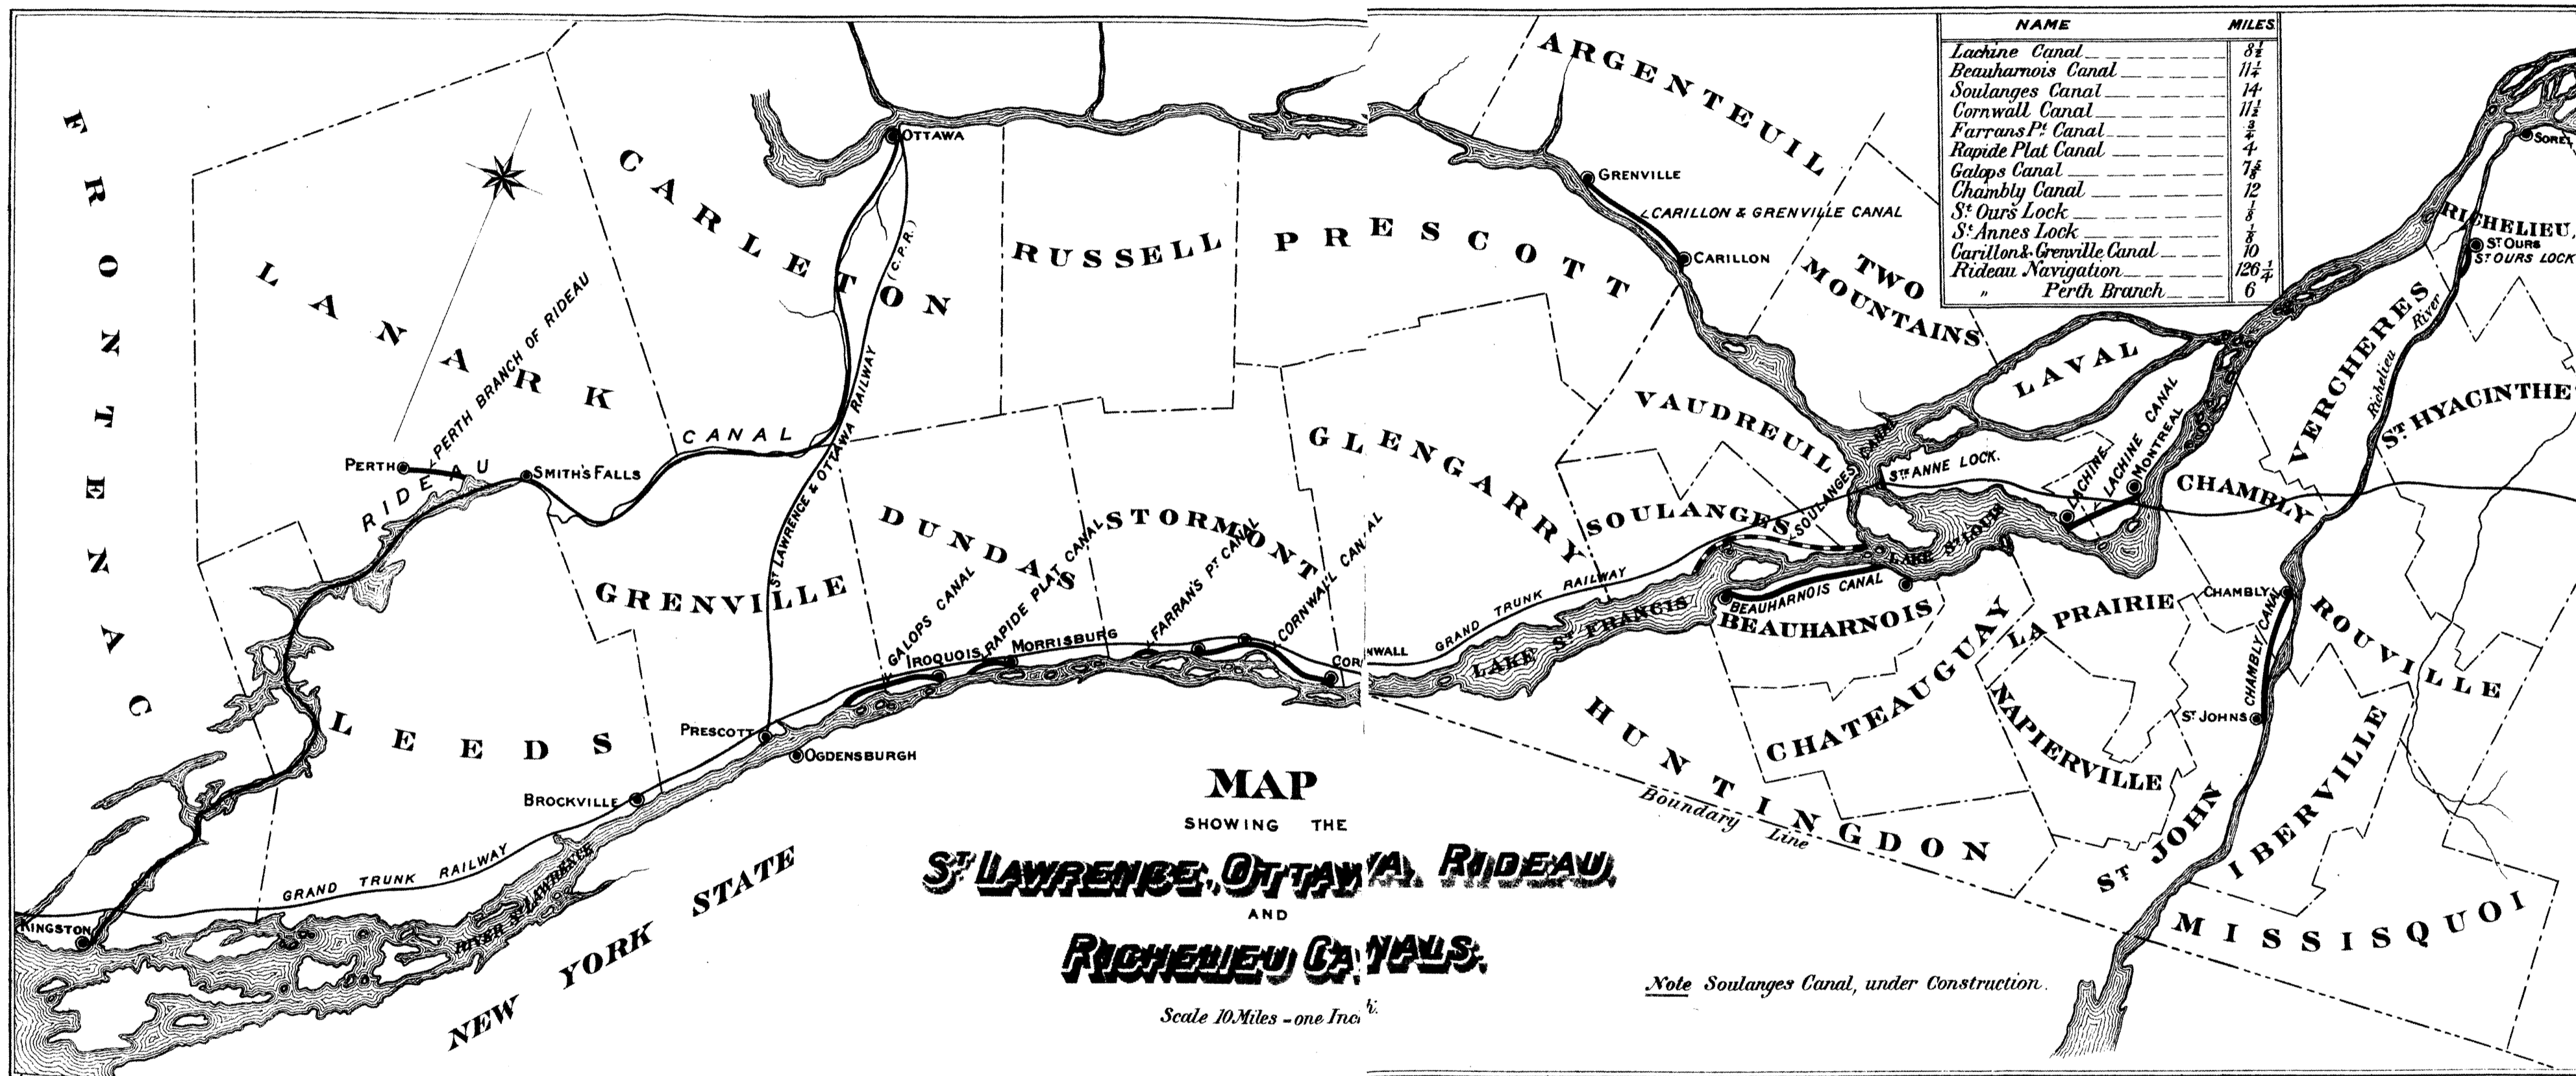 NAME MILES
Lachine Canal 8½
Beauharnois Canal 11¼
Soulanges Canal 14
Cornwall Canal 11½
Farrans Pt. Canal ¾
Rapide Plat Canal 4
Galops Canal 7⅝
Chambly Canal 12
St. Ours Lock ⅛
St. Annes Lock ⅛
Carillon & Grenville Canal 10
Rideau Navigation 126¼
" Perth Branch 6
FRONTENAC
LANARK
CARLETON
RUSSELL
PRESCOTT
ARGENTEUIL
TWO
MOUNTAINS
OTTAWA
GRENVILLE
CARILLON & GRENVILLE CANAL
CARILLON
(C.P.R.)
ST LAWRENCE & OTTAWA RAILWAY
PERTH BRANCH OF RIDEAU
PERTH
RIDEAU
CANAL
SMITH'S FALLS
LAVAL
VAUDREUIL
SOULANGES
SOULANGES CANAL
STE ANNE LOCK.
LACHINE
LACHINE CANAL
MONTREAL
CHAMBLY
VERCHERES
Richelieu River
RICHELIEU
SOREL
ST OURS
ST OURS LOCK
ST. HYACINTHE
GLENGARRY
STORMONT
DUNDAS
GRENVILLE
LEEDS
GALOPS CANAL
RAPIDE PLAT CANAL
FARRAN'S PT CANAL
CORNWALL CANAL
IROQUOIS
MORRISBURG
CORNWALL
GRAND TRUNK RAILWAY
LAKE ST FRANCIS
LAKE ST LOUIS
BEAUHARNOIS CANAL
BEAUHARNOIS
CHATEAUGUAY
LA PRAIRIE
NAPIERVILLE
HUNTINGDON
Boundary Line
CHAMBLY
CHAMBLY CANAL
ST JOHNS
ROUVILLE
IBERVILLE
ST JOHN
MISSISQUOI
PRESCOTT
OGDENSBURGH
BROCKVILLE
GRAND TRUNK RAILWAY
KINGSTON
RIVER ST LAWRENCE
NEW YORK STATE
MAP
SHOWING THE
ST LAWRENCE, OTTAWA, RIDEAU,
AND
RICHELIEU CANALS.
Scale 10 Miles - one Inch.
Note Soulanges Canal, under Construction.